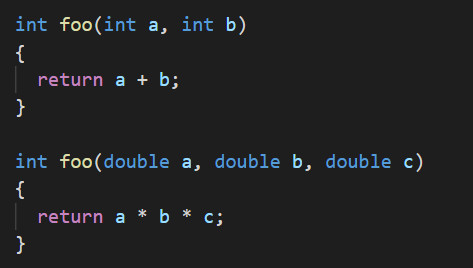 int foo(int a, int b)
{
  return a + b;
}

int foo(double a, double b, double c)
{
  return a * b * c;
}